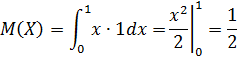 M(X) = ∫₀¹ x · 1dx = x²/2 |₀¹ = 1/2